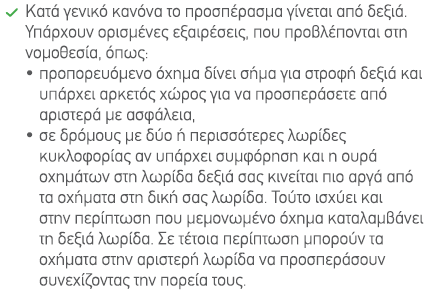 Κατά γενικό κανόνα το προσπέρασμα γίνεται από δεξιά.
Υπάρχουν ορισμένες εξαιρέσεις, που προβλέπονται στη
νομοθεσία, όπως:
• προπορευόμενο όχημα δίνει σήμα για στροφή δεξιά και
υπάρχει αρκετός χώρος για να προσπεράσετε από
αριστερά με ασφάλεια,
• σε δρόμους με δύο ή περισσότερες λωρίδες
κυκλοφορίας αν υπάρχει συμφόρηση και η ουρά
οχημάτων στη λωρίδα δεξιά σας κινείται πιο αργά από
τα οχήματα στη δική σας λωρίδα. Τούτο ισχύει και
στην περίπτωση που μεμονωμένο όχημα καταλαμβάνει
τη δεξιά λωρίδα. Σε τέτοια περίπτωση μπορούν τα
οχήματα στην αριστερή λωρίδα να προσπεράσουν
συνεχίζοντας την πορεία τους.